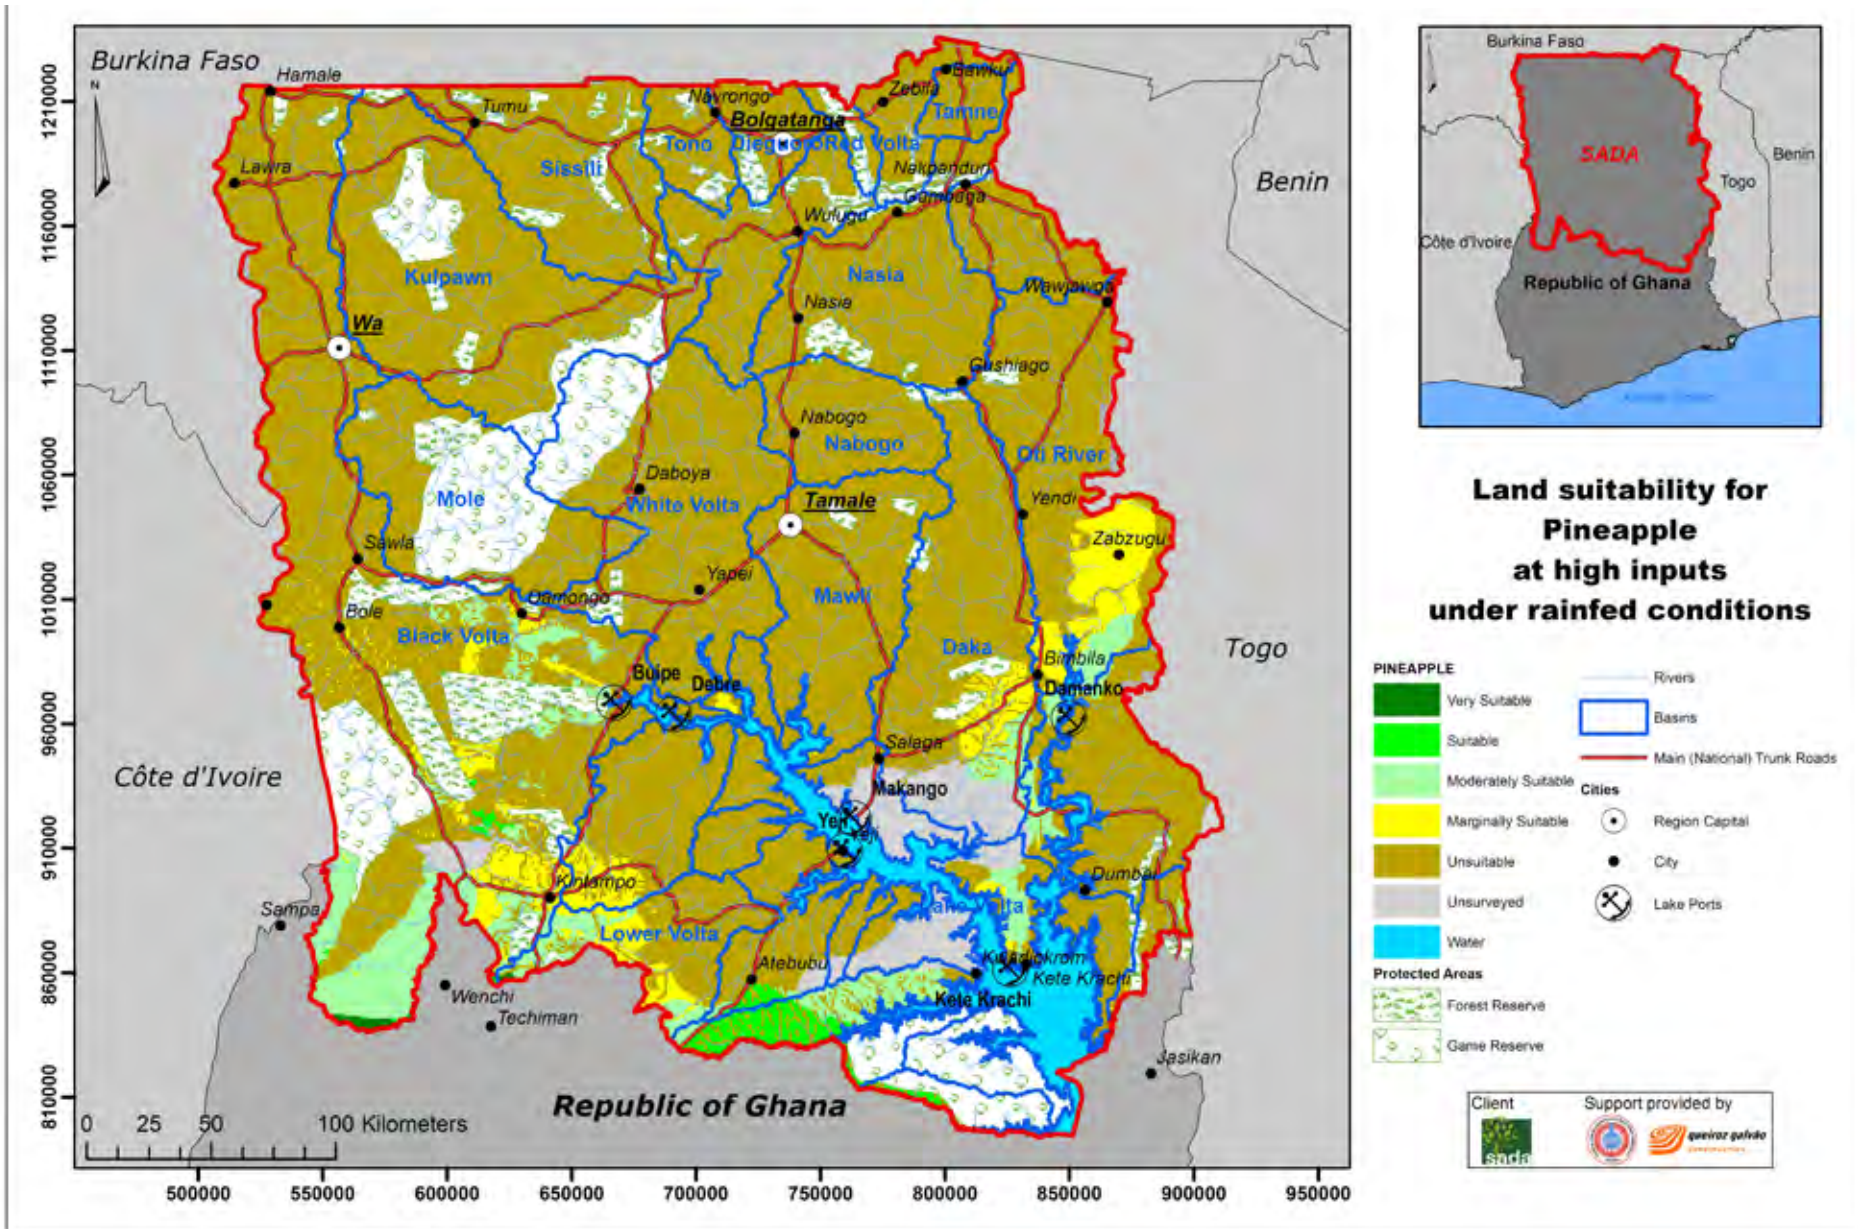 Burkina Faso
N
Hamale
Tumu
Navrongo
Zebila
Bawku
Bolgatanga
Tamne
Tono
Red Volta
Sissili
Lawra
Nakpanduri
Gambaga
Wulugu
Kulpawn
Nasia
Wawjawga
Nasia
Wa
Gushiago
Nabogo
Nabogo
Oti River
Daboya
Mole
White Volta
Tamale
Yendi
Zabzugu
Sawla
Yapei
Damongo
Mawli
Bole
Black Volta
Daka
Bimbila
Buipe
Debre
Damanko
Salaga
Makango
Yeji
Yeji
Kintampo
Dumbai
Sampa
Lower Volta
Lake Volta
Atebubu
Kwadiokrom
Kete Krachi
Kete Krachi
Wenchi
Techiman
Jasikan
Benin
Togo
Côte d'Ivoire
Republic of Ghana
0 25 50 100 Kilometers
1210000
1160000
1110000
1060000
1010000
960000
910000
860000
810000
500000 550000 600000 650000 700000 750000 800000 850000 900000 950000
Burkina Faso
SADA
Benin
Togo
Côte d'Ivoire
Republic of Ghana
Land suitability for
Pineapple
at high inputs
under rainfed conditions
PINEAPPLE
Very Suitable
Suitable
Moderately Suitable
Marginally Suitable
Unsuitable
Unsurveyed
Water
Protected Areas
Forest Reserve
Game Reserve
Rivers
Basins
Main (National) Trunk Roads
Cities
Region Capital
City
Lake Ports
Client
Support provided by
sada
queiroz galvão